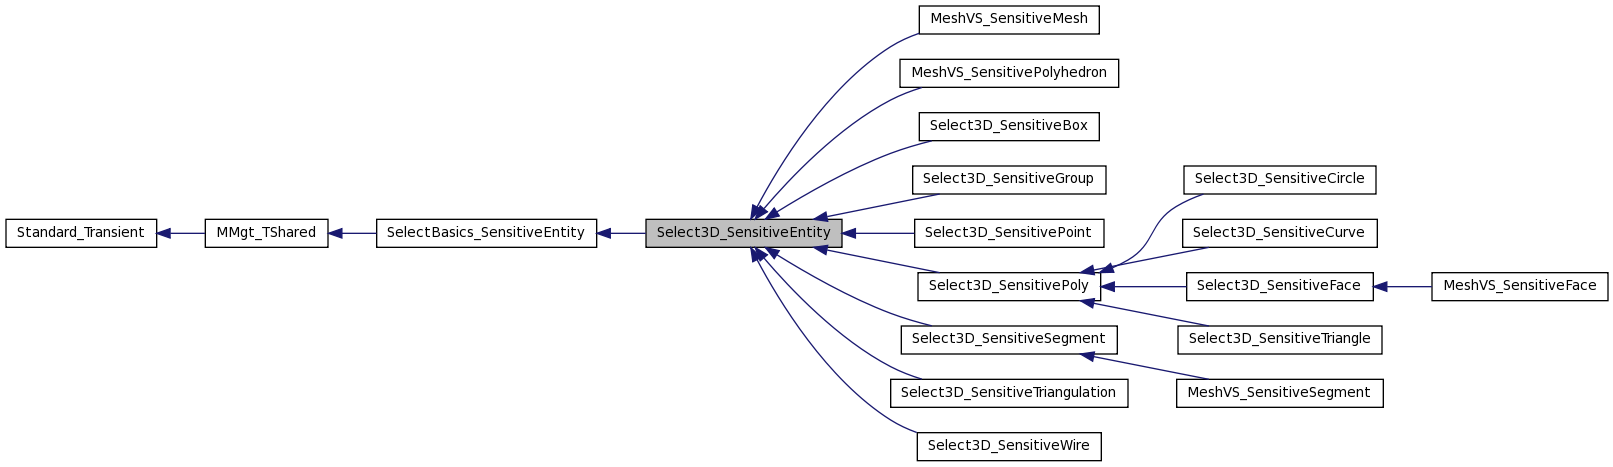 MeshVS_SensitiveMesh
MeshVS_SensitivePolyhedron
Select3D_SensitiveBox
Select3D_SensitiveGroup
Select3D_SensitiveCircle
Standard_Transient
MMgt_TShared
SelectBasics_SensitiveEntity
Select3D_SensitiveEntity
Select3D_SensitivePoint
Select3D_SensitiveCurve
Select3D_SensitivePoly
Select3D_SensitiveFace
MeshVS_SensitiveFace
Select3D_SensitiveSegment
Select3D_SensitiveTriangle
Select3D_SensitiveTriangulation
MeshVS_SensitiveSegment
Select3D_SensitiveWire